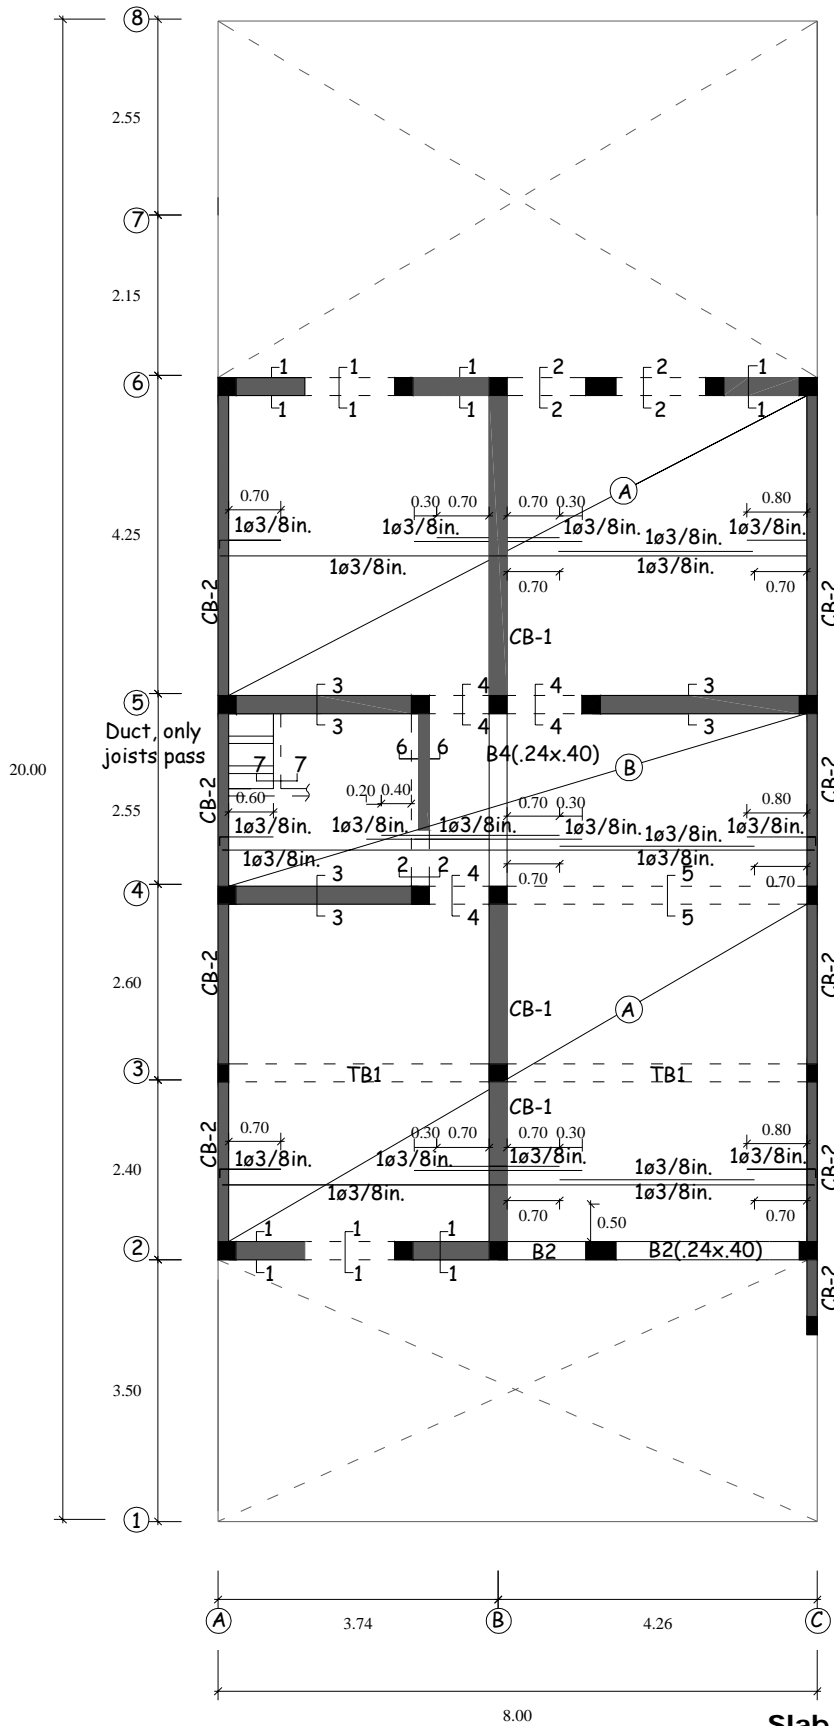 8
2.55
7
2.15
6
1 1 1 2 2 1
1 1 1 2 2 1
0.70 0.30 0.70 0.70 0.30 A 0.80
1ø3/8in. 1ø3/8in. 1ø3/8in. 1ø3/8in. 1ø3/8in.
4.25
1ø3/8in. 1ø3/8in.
0.70 0.70
CB-2 CB-2
CB-1
5
3 4 4 3
3 4 4 3
Duct, only
joists pass
6 6 B4(.24x.40)
7 7 B
20.00
CB-2 CB-2
2.55
0.60 0.20 0.40 0.70 0.30 0.80
1ø3/8in. 1ø3/8in. 1ø3/8in. 1ø3/8in. 1ø3/8in. 1ø3/8in.
1ø3/8in. 1ø3/8in.
0.70 0.70
4
3 2 2 4 5
3 4 5
CB-2 CB-2
2.60
CB-1 A
3
TB1 TB1
CB-1
0.70 0.30 0.70 0.70 0.30 0.80
CB-2 CB-2
2.40
1ø3/8in. 1ø3/8in. 1ø3/8in. 1ø3/8in. 1ø3/8in.
1ø3/8in. 1ø3/8in.
0.70 0.50 0.70
2
1 1 1 B2 B2(.24x.40)
1 1 1
CB-2
3.50
1
A 3.74 B 4.26 C
8.00
Slab